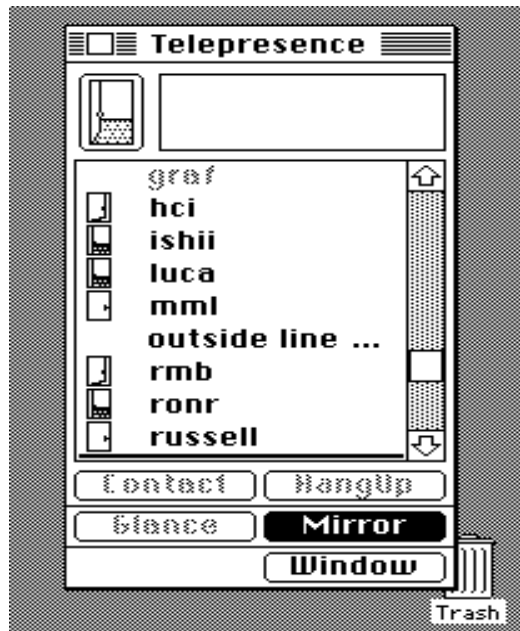 Telepresence
graf
hci
ishii
luca
mml
outside line ...
rmb
ronr
russell
Contact HangUp
Glance Mirror
Window
Trash